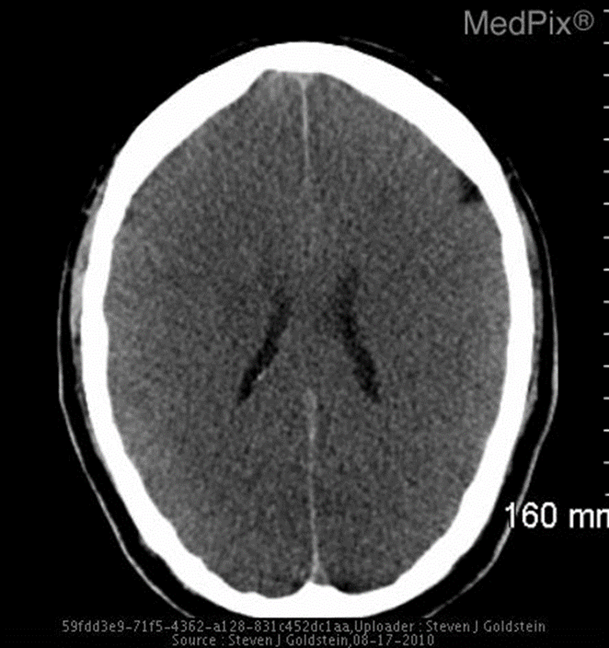 MedPix®
160 mm
59fdd3e9-71f5-4362-a128-831c452dc1aa,Uploader : Steven J Goldstein
Source : Steven J Goldstein,08-17-2010